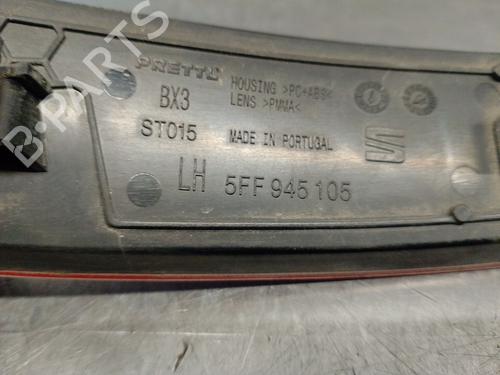 PRETTL
HOUSING >PC+ABS<
LENS >PMMA<
BX3
ST015
MADE IN PORTUGAL
LH 5FF 945 105
B-PARTS